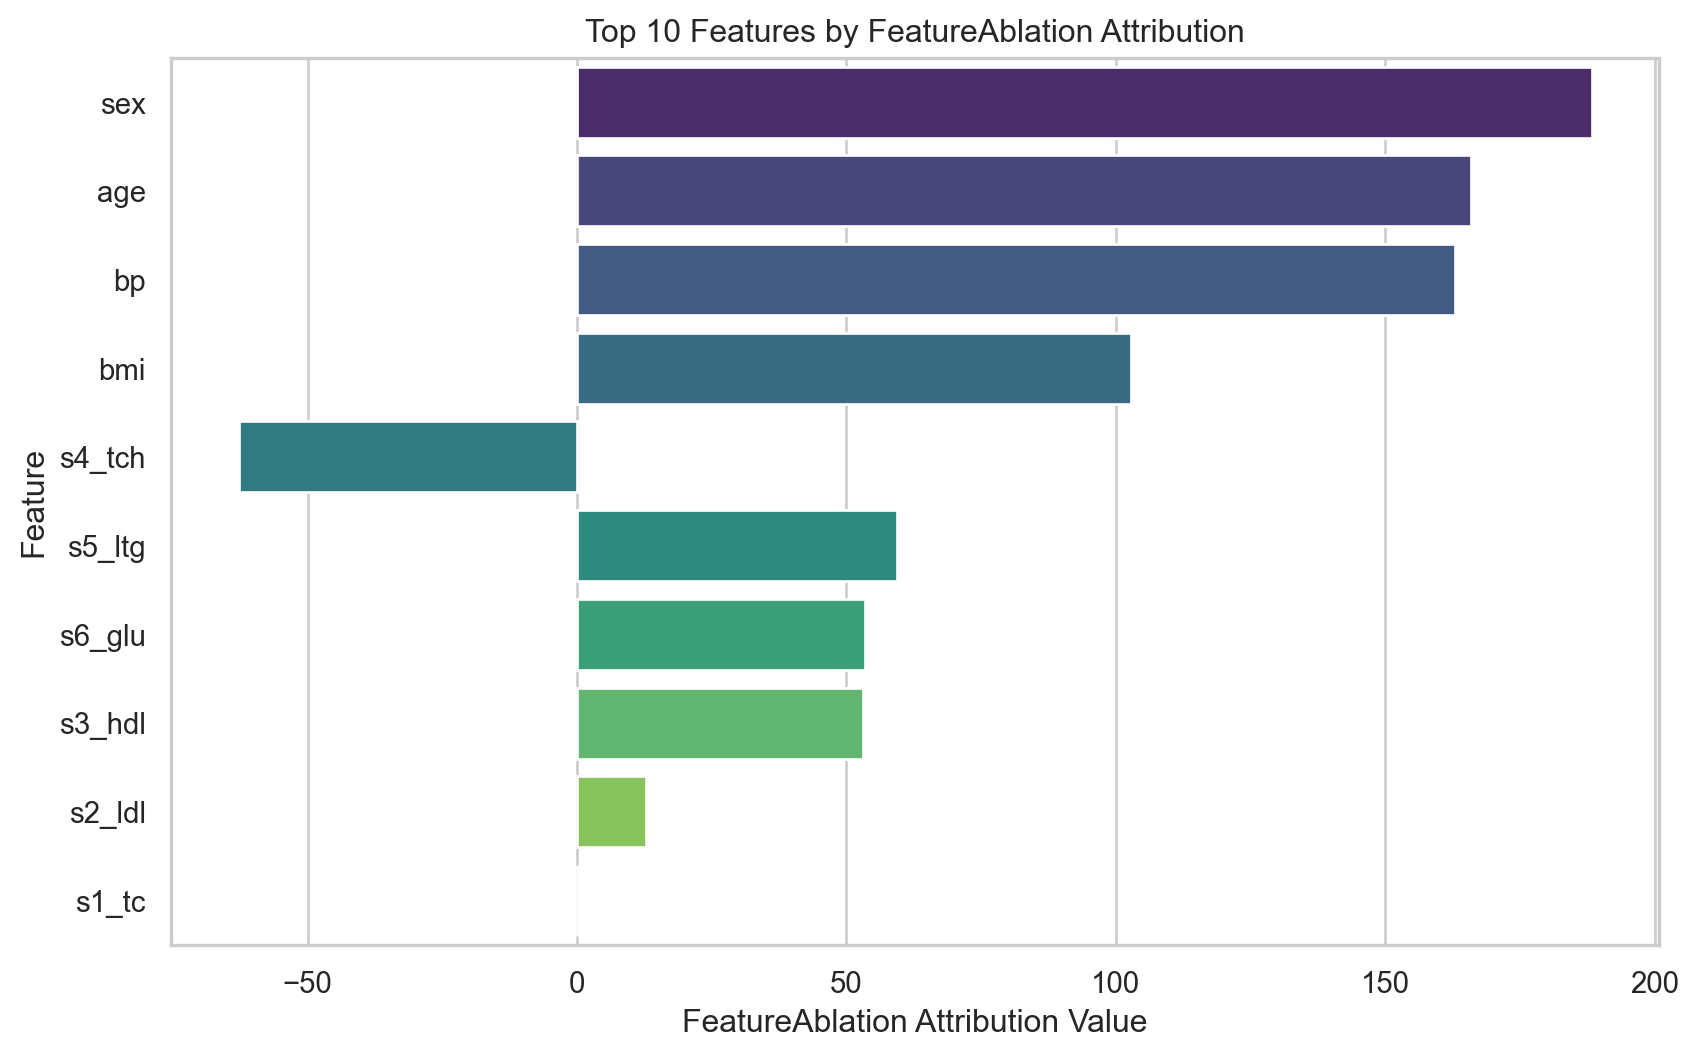 Top 10 Features by FeatureAblation Attribution
Feature
sex
age
bp
bmi
s4_tch
s5_ltg
s6_glu
s3_hdl
s2_ldl
s1_tc
−50 0 50 100 150 200
FeatureAblation Attribution Value